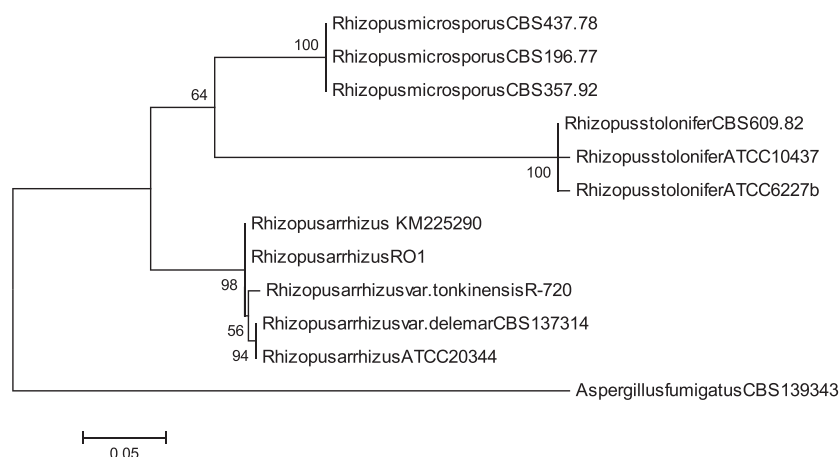 RhizopusmicrosporusCBS437.78
100
RhizopusmicrosporusCBS196.77
RhizopusmicrosporusCBS357.92
64
RhizopusstoloniferCBS609.82
RhizopusstoloniferATCC10437
100
RhizopusstoloniferATCC6227b
Rhizopusarrhizus KM225290
RhizopusarrhizusRO1
98
Rhizopusarrhizusvar.tonkinensisR-720
56
Rhizopusarrhizusvar.delemarCBS137314
94
RhizopusarrhizusATCC20344
AspergillusfumigatusCBS139343
0.05